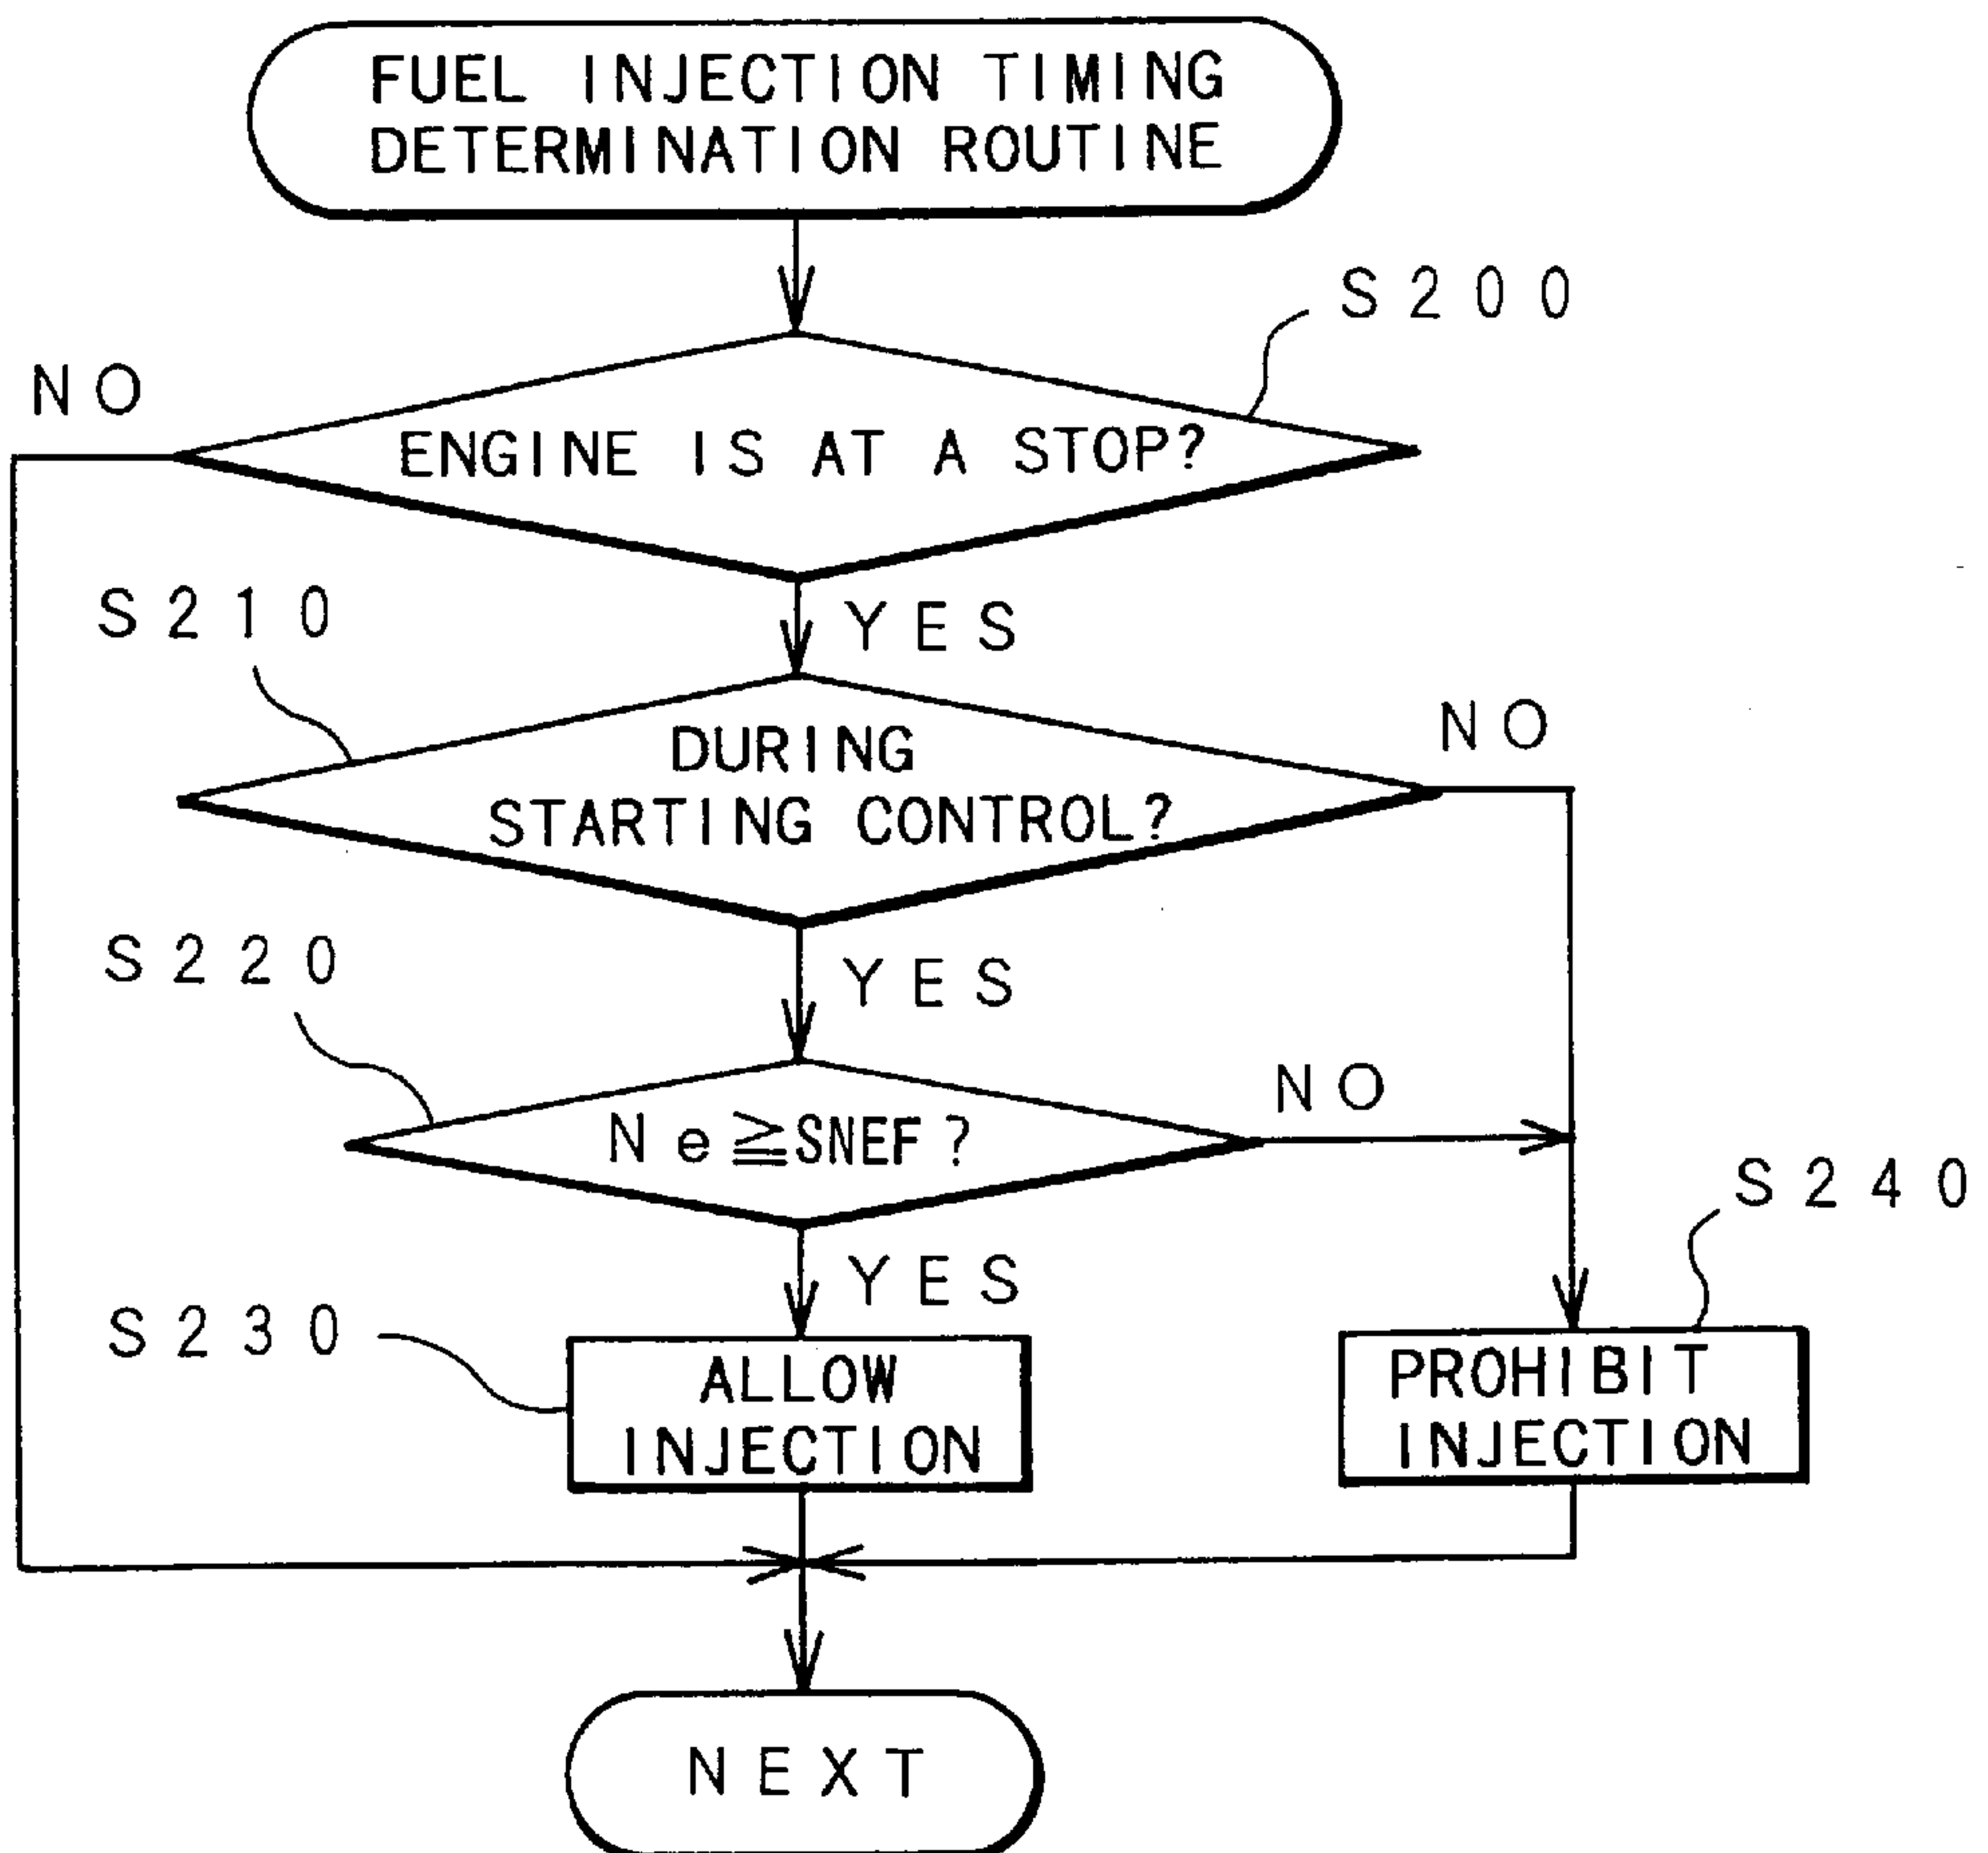 FUEL INJECTION TIMING
DETERMINATION ROUTINE
S200
NO
ENGINE IS AT A STOP?
S210
YES
NO
DURING
STARTING CONTROL?
S220
YES
NO
Ne≧SNEF?
S240
YES
S230
ALLOW
INJECTION
PROHIBIT
INJECTION
NEXT